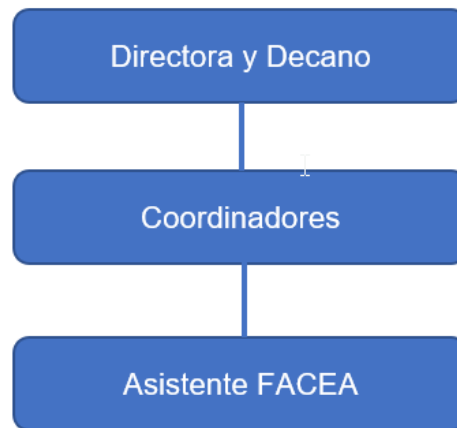 Directora y Decano
Coordinadores
Asistente FACEA